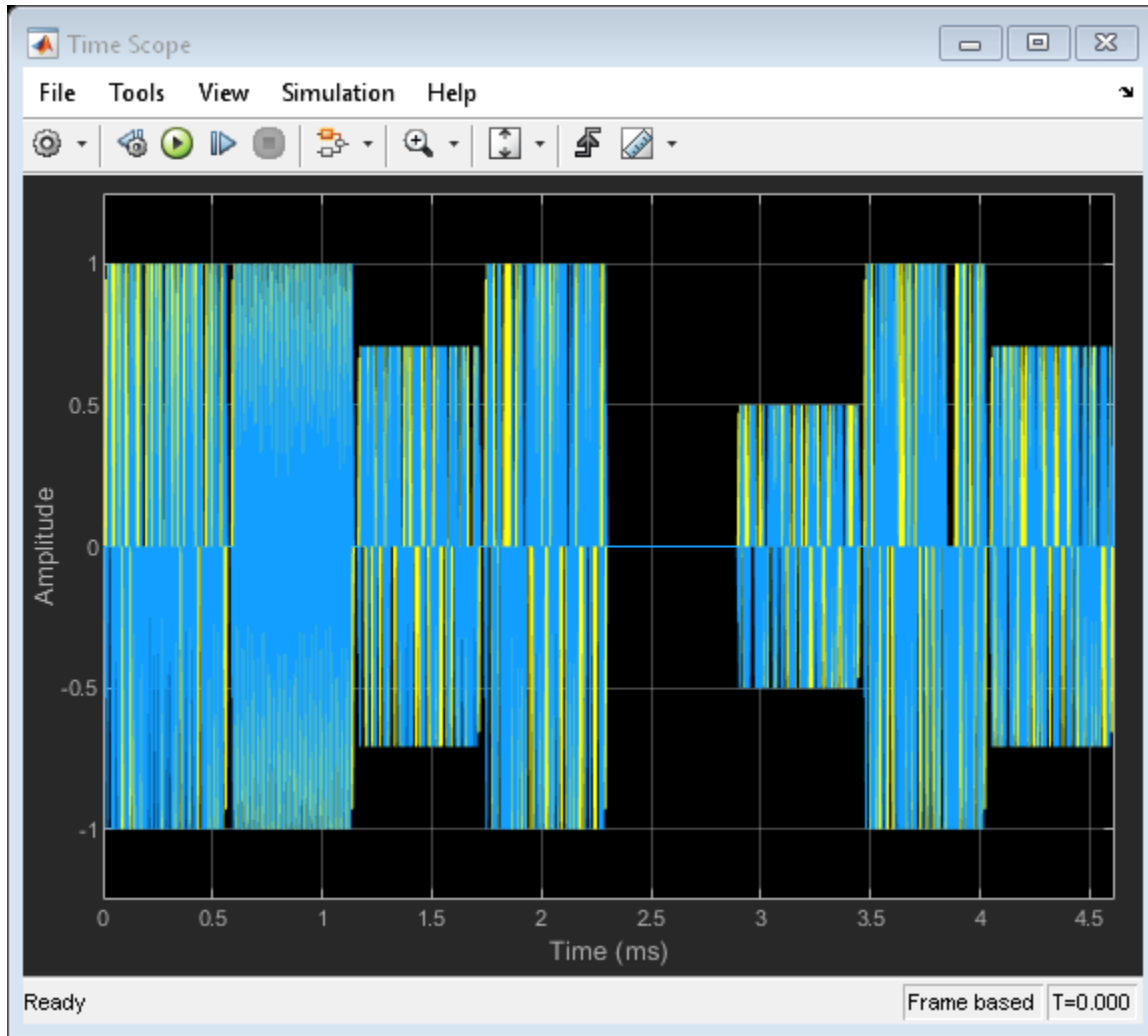 Time Scope
File Tools View Simulation Help
1
0.5
0
-0.5
-1
Amplitude
0 0.5 1 1.5 2 2.5 3 3.5 4 4.5
Time (ms)
Ready Frame based T=0.000